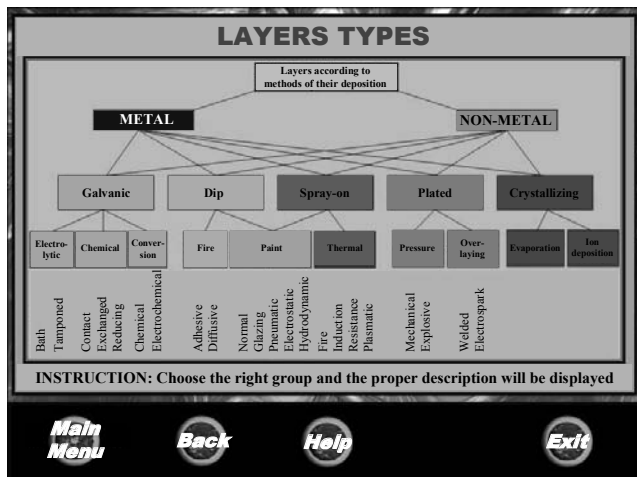 LAYERS TYPES
Layers according to
methods of their deposition
METAL
NON-METAL
Galvanic
Dip
Spray-on
Plated
Crystallizing
Electro-
lytic
Chemical
Conver-
sion
Fire
Paint
Thermal
Pressure
Over-
laying
Evaporation
Ion
deposition
Bath
Tamponed
Contact
Exchanged
Reducing
Chemical
Electrochemical
Adhesive
Diffusive
Normal
Glazing
Pneumatic
Electrostatic
Hydrodynamic
Fire
Induction
Resistance
Plasmatic
Mechanical
Explosive
Welded
Electrospark
INSTRUCTION: Choose the right group and the proper description will be displayed
Main
Menu
Back
Help
Exit